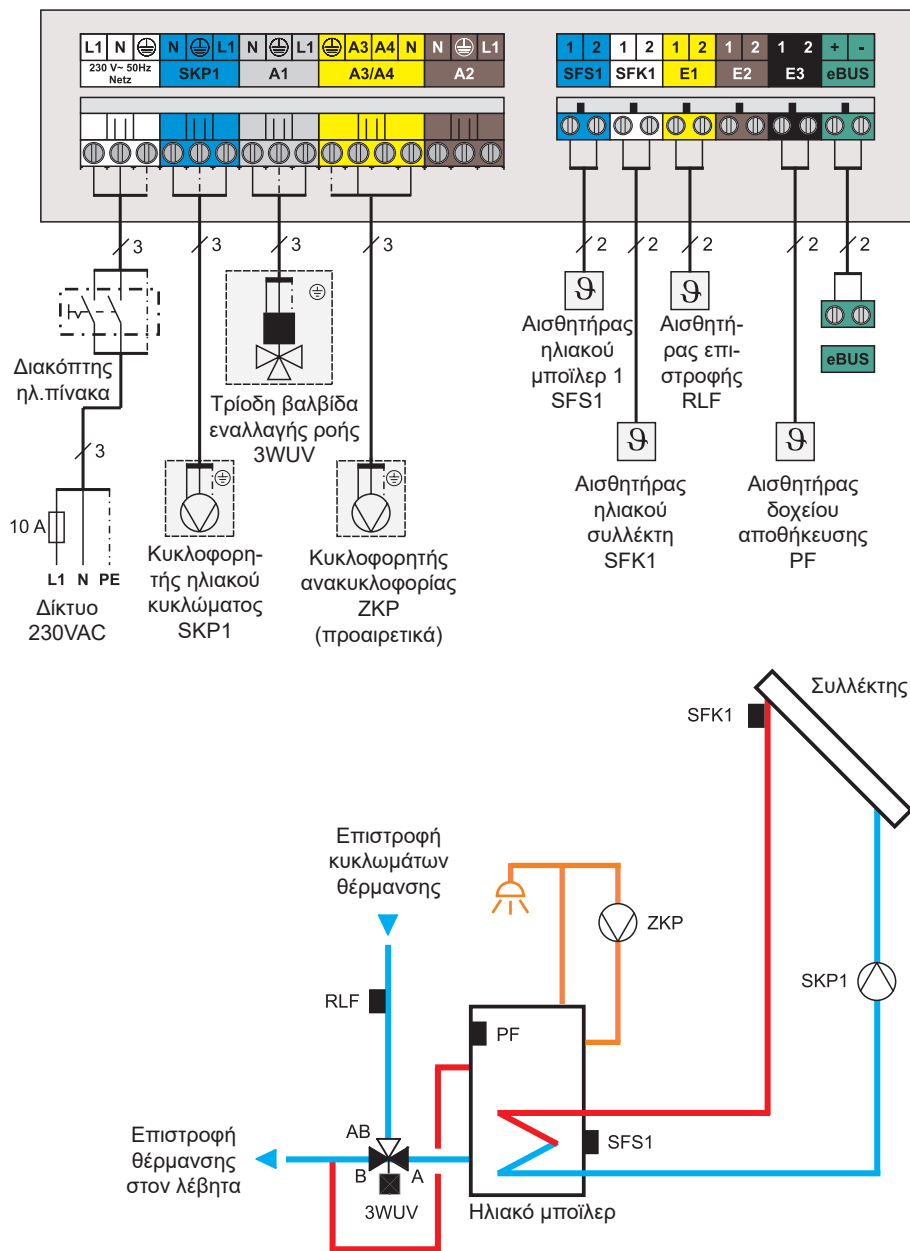 L1 N N L1 N L1 A3 A4 N N L1
230 V~ 50Hz
Netz
SKP1 A1 A3/A4 A2
1 2 1 2 1 2 1 2 1 2 + -
SFS1 SFK1 E1 E2 E3 eBUS
3 3 3 3 2 2 2 2 2
Διακόπτης
ηλ.πίνακα
Τρίοδη βαλβίδα
εναλλαγής ροής
3WUV
ϑ
Αισθητήρας
ηλιακού
μποϊλερ 1
SFS1
ϑ
Αισθητή-
ρας επι-
στροφής
RLF
eBUS
3
10 A
L1 N PE
Δίκτυο
230VAC
Κυκλοφορη-
τής ηλιακού
κυκλώματος
SKP1
Κυκλοφορητής
ανακυκλοφορίας
ZKP
(προαιρετικά)
ϑ
Αισθητήρας
ηλιακού
συλλέκτη
SFK1
ϑ
Αισθητήρας
δοχείου
αποθήκευσης
PF
Συλλέκτης
SFK1
Επιστροφή
κυκλωμάτων
θέρμανσης
ZKP
SKP1
RLF
PF
AB
SFS1
Επιστροφή
θέρμανσης
στον λέβητα
B A
3WUV
Ηλιακό μποϊλερ